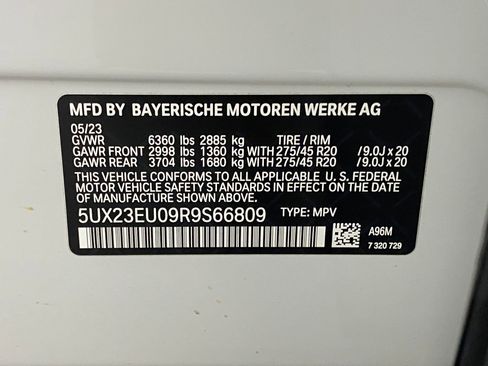 MFD BY BAYERISCHE MOTOREN WERKE AG
05/23
GVWR 6360 lbs 2885 kg TIRE / RIM
GAWR FRONT 2998 lbs 1360 kg WITH 275/45 R20 /9.0J x 20
GAWR REAR 3704 lbs 1680 kg WITH 275/45 R20 /9.0J x 20
THIS VEHICLE CONFORMS TO ALL APPLICABLE U. S. FEDERAL
MOTOR VEHICLE SAFETY STANDARDS IN EFFECT ON THE
DATE OF MANUFACTURE SHOWN ABOVE.
5UX23EU09R9S66809 TYPE: MPV
A96M
7 320 729